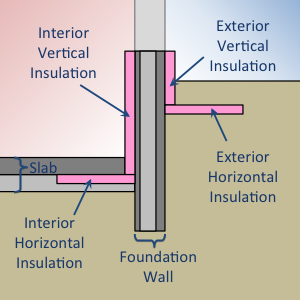 Interior
Vertical
Insulation
Exterior
Vertical
Insulation
Slab
Exterior
Horizontal
Insulation
Interior
Horizontal
Insulation
Foundation
Wall